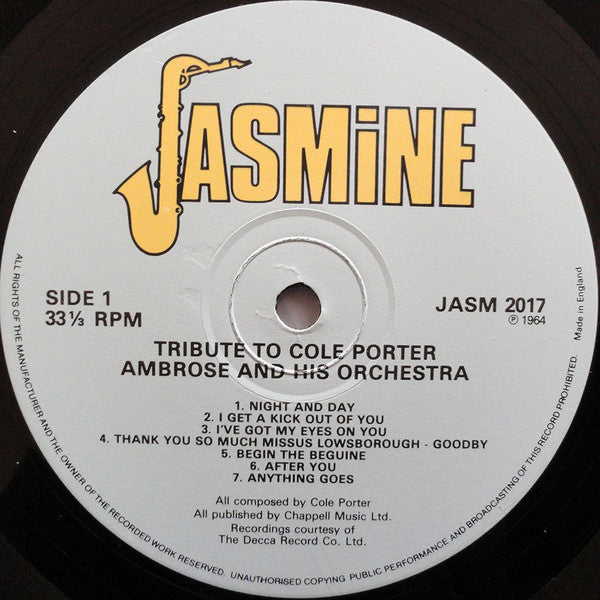 JASMiNE
SIDE 1
33 ⅓ RPM
JASM 2017
℗ 1964
Made in England
TRIBUTE TO COLE PORTER
AMBROSE AND HIS ORCHESTRA
1. NIGHT AND DAY
2. I GET A KICK OUT OF YOU
3. I'VE GOT MY EYES ON YOU
4. THANK YOU SO MUCH MISSUS LOWSBOROUGH - GOODBY
5. BEGIN THE BEGUINE
6. AFTER YOU
7. ANYTHING GOES
All composed by Cole Porter
All published by Chappell Music Ltd.
Recordings courtesy of
The Decca Record Co. Ltd.
ALL RIGHTS OF THE MANUFACTURER AND THE OWNER OF THE RECORDED WORK RESERVED. UNAUTHORISED COPYING PUBLIC PERFORMANCE AND BROADCASTING OF THIS RECORD PROHIBITED.